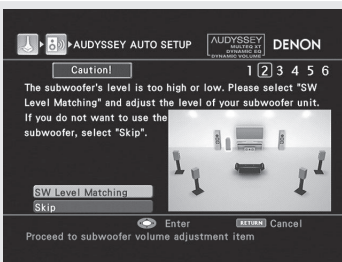 AUDYSSEY AUTO SETUP
AUDYSSEY
MULTEQ XT
DYNAMIC EQ
DYNAMIC VOLUME
DENON
Caution!
1 2 3 4 5 6
The subwoofer's level is too high or low. Please select "SW
Level Matching" and adjust the level of your subwoofer unit.
If you do not want to use the
subwoofer, select "Skip".
SW Level Matching
Skip
Enter
RETURN Cancel
Proceed to subwoofer volume adjustment item